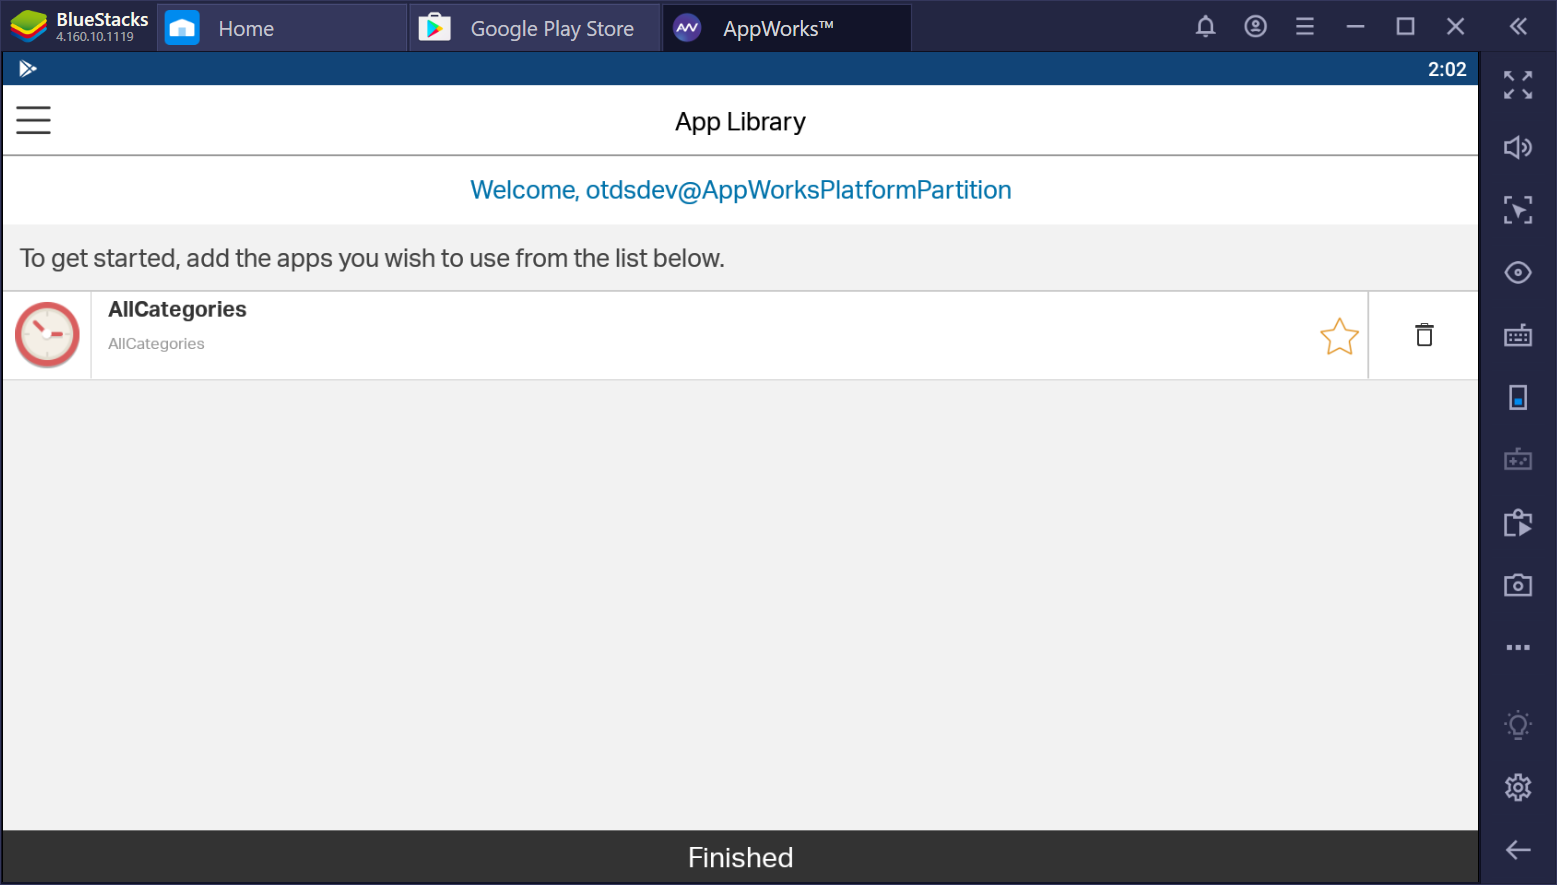 BlueStacks
4.160.10.1119
Home
Google Play Store
AppWorks™
2:02
App Library
Welcome, otdsdev@AppWorksPlatformPartition
To get started, add the apps you wish to use from the list below.
AllCategories
AllCategories
Finished